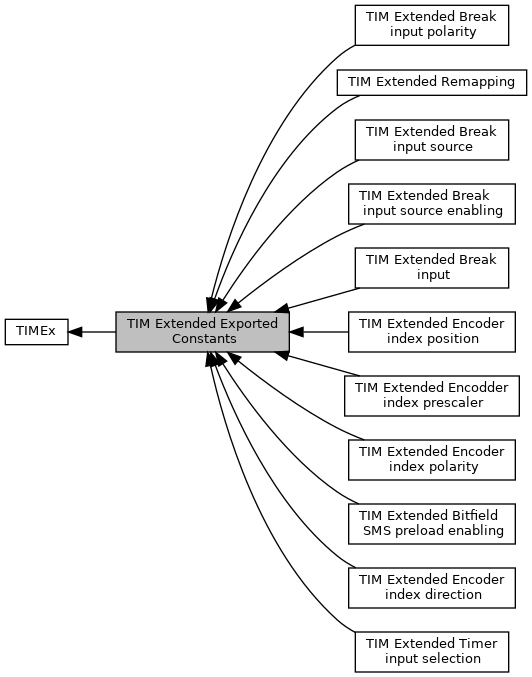 TIM Extended Break
input polarity
TIM Extended Remapping
TIM Extended Break
input source
TIM Extended Break
input source enabling
TIM Extended Break
input
TIMEx
TIM Extended Exported
Constants
TIM Extended Encoder
index position
TIM Extended Encodder
index prescaler
TIM Extended Encoder
index polarity
TIM Extended Bitfield
SMS preload enabling
TIM Extended Encoder
index direction
TIM Extended Timer
input selection